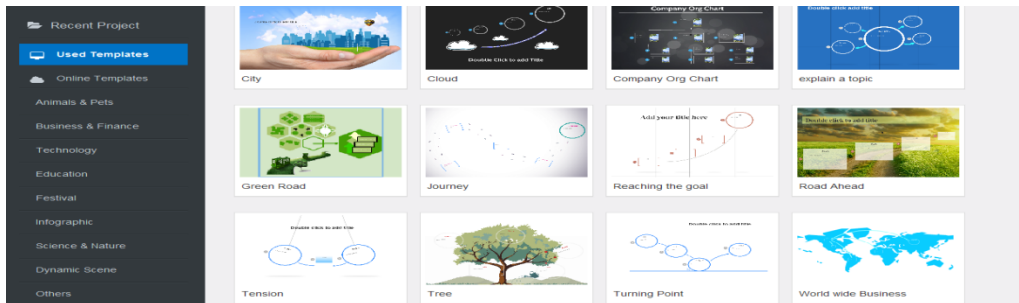 Recent Project
Used Templates
Online Templates
Animals & Pets
Business & Finance
Technology
Education
Festival
Infographic
Science & Nature
Dynamic Scene
Others
City
Double Click to add Title
Cloud
Company Org Chart
Company Org Chart
Double click add title
explain a topic
Green Road
Journey
Add your title here
Reaching the goal
Double click to add title
Road Ahead
Double click to add title
Tension
Tree
Double click to add title
Turning Point
World wide Business